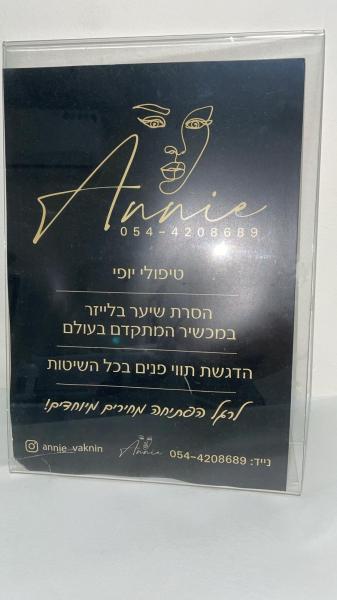 Annie
054-4208689
טיפולי יופי
הסרת שיער בלייזר
במכשיר המתקדם בעולם
הדגשת תווי פנים בכל השיטות
לרגל הפתיחה מחירים מיוחדים!
annie_vaknin
Annie
נייד: 054-4208689